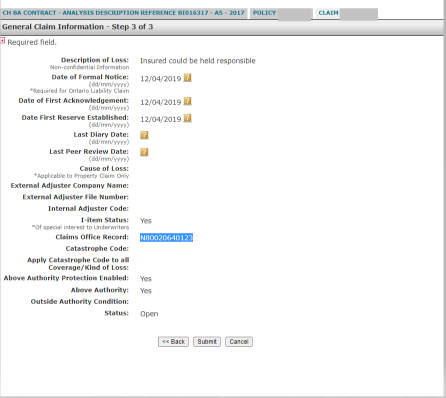 CH BA CONTRACT - ANALYSIS DESCRIPTION REFERENCE BI016317 - A5 - 2017 POLICY CLAIM
General Claim Information - Step 3 of 3
Required field.
Description of Loss: Insured could be held responsible
Non-confidential Information
Date of Formal Notice: 12/04/2019 ?
(dd/mm/yyyy)
*Required for Ontario Liability Claim
Date of First Acknowledgement: 12/04/2019 ?
(dd/mm/yyyy)
Date First Reserve Established: 12/04/2019 ?
(dd/mm/yyyy)
Last Diary Date: ?
(dd/mm/yyyy)
Last Peer Review Date: ?
(dd/mm/yyyy)
Cause of Loss:
*Applicable to Property Claim Only
External Adjuster Company Name:
External Adjuster File Number:
Internal Adjuster Code:
I-item Status: Yes
*Of special interest to Underwriters
Claims Office Record: NB0020640123
Catastrophe Code:
Apply Catastrophe Code to all
Coverage/Kind of Loss:
Above Authority Protection Enabled: Yes
Above Authority: Yes
Outside Authority Condition:
Status: Open
<< Back Submit Cancel